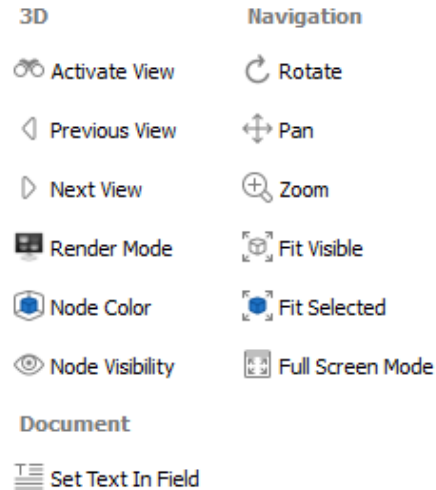 3D
Activate View
Previous View
Next View
Render Mode
Node Color
Node Visibility
Document
Set Text In Field
Navigation
Rotate
Pan
Zoom
Fit Visible
Fit Selected
Full Screen Mode